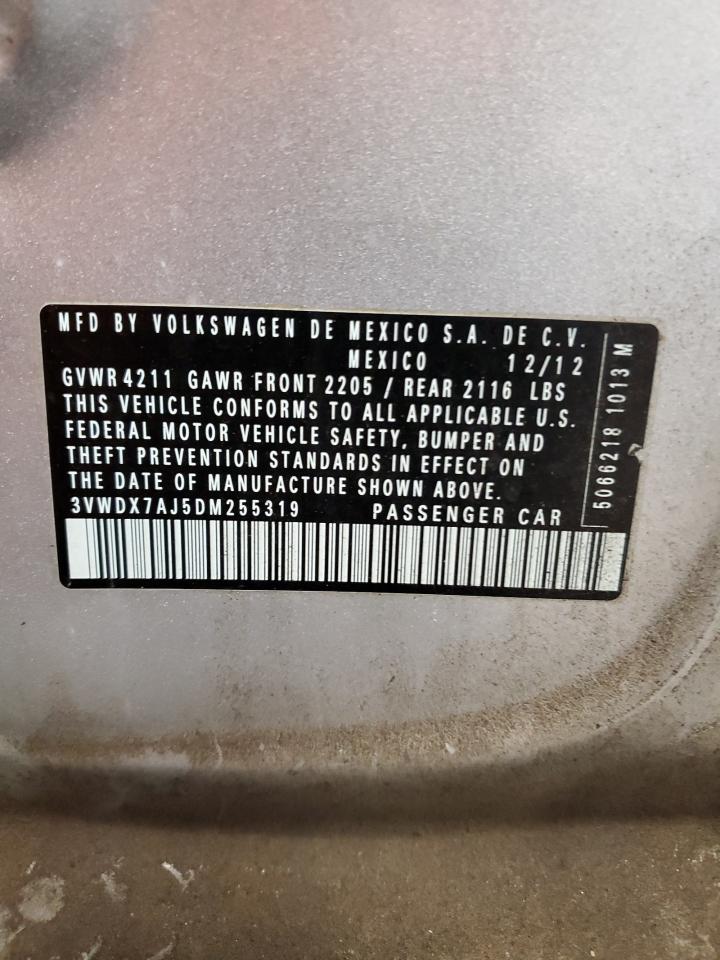 MFD BY VOLKSWAGEN DE MEXICO S.A. DE C.V.
MEXICO 12/12
GVWR 4211 GAWR FRONT 2205 / REAR 2116 LBS
THIS VEHICLE CONFORMS TO ALL APPLICABLE U.S.
FEDERAL MOTOR VEHICLE SAFETY, BUMPER AND
THEFT PREVENTION STANDARDS IN EFFECT ON
THE DATE OF MANUFACTURE SHOWN ABOVE.
3VWDX7AJ5DM255319 PASSENGER CAR
5066218 1013 M